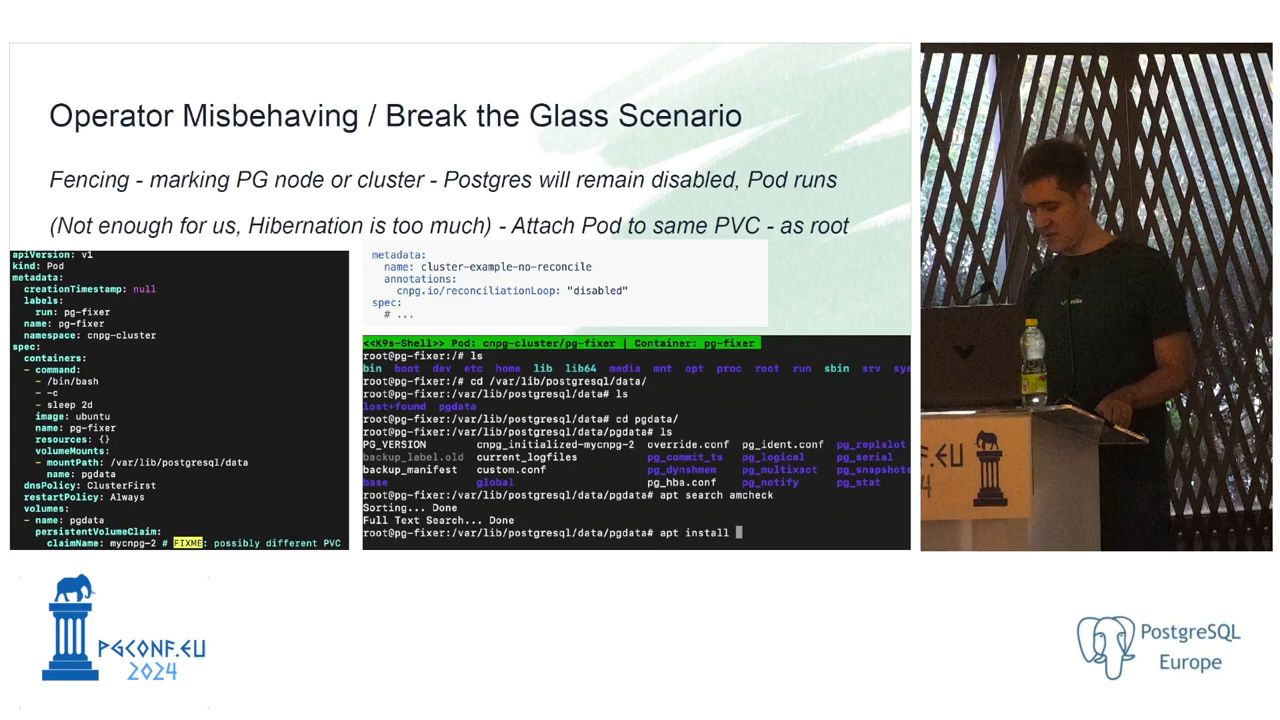 Operator Misbehaving / Break the Glass Scenario
Fencing - marking PG node or cluster - Postgres will remain disabled, Pod runs
(Not enough for us, Hibernation is too much) - Attach Pod to same PVC - as root
apiVersion: v1
kind: Pod
metadata:
  creationTimestamp: null
  labels:
    run: pg-fixer
  name: pg-fixer
  namespace: cnpg-cluster
spec:
  containers:
  - command:
    - /bin/bash
    - -c
    - sleep 2d
    image: ubuntu
    name: pg-fixer
    resources: {}
    volumeMounts:
    - mountPath: /var/lib/postgresql/data
      name: pgdata
  dnsPolicy: ClusterFirst
  restartPolicy: Always
  volumes:
  - name: pgdata
    persistentVolumeClaim:
      claimName: mycnpg-2 # FIXME: possibly different PVC
metadata:
  name: cluster-example-no-reconcile
  annotations:
    cnpg.io/reconciliationLoop: "disabled"
spec:
  # ...
<<K9s-Shell>> Pod: cnpg-cluster/pg-fixer | Container: pg-fixer
root@pg-fixer:/# ls
bin boot dev etc home lib lib64 media mnt opt proc root run sbin srv sys
root@pg-fixer:/# cd /var/lib/postgresql/data/
root@pg-fixer:/var/lib/postgresql/data# ls
lost+found pgdata
root@pg-fixer:/var/lib/postgresql/data# cd pgdata/
root@pg-fixer:/var/lib/postgresql/data/pgdata# ls
PG_VERSION cnpg_initialized-mycnpg-2 override.conf pg_ident.conf pg_replslot
backup_label.old current_logfiles pg_commit_ts pg_logical pg_serial
backup_manifest custom.conf pg_dynshmem pg_multixact pg_snapshots
base global pg_hba.conf pg_notify pg_stat
root@pg-fixer:/var/lib/postgresql/data/pgdata# apt search amcheck
Sorting... Done
Full Text Search... Done
root@pg-fixer:/var/lib/postgresql/data/pgdata# apt install
F.EU
24
PGCONF.EU
2024
PostgreSQL
Europe